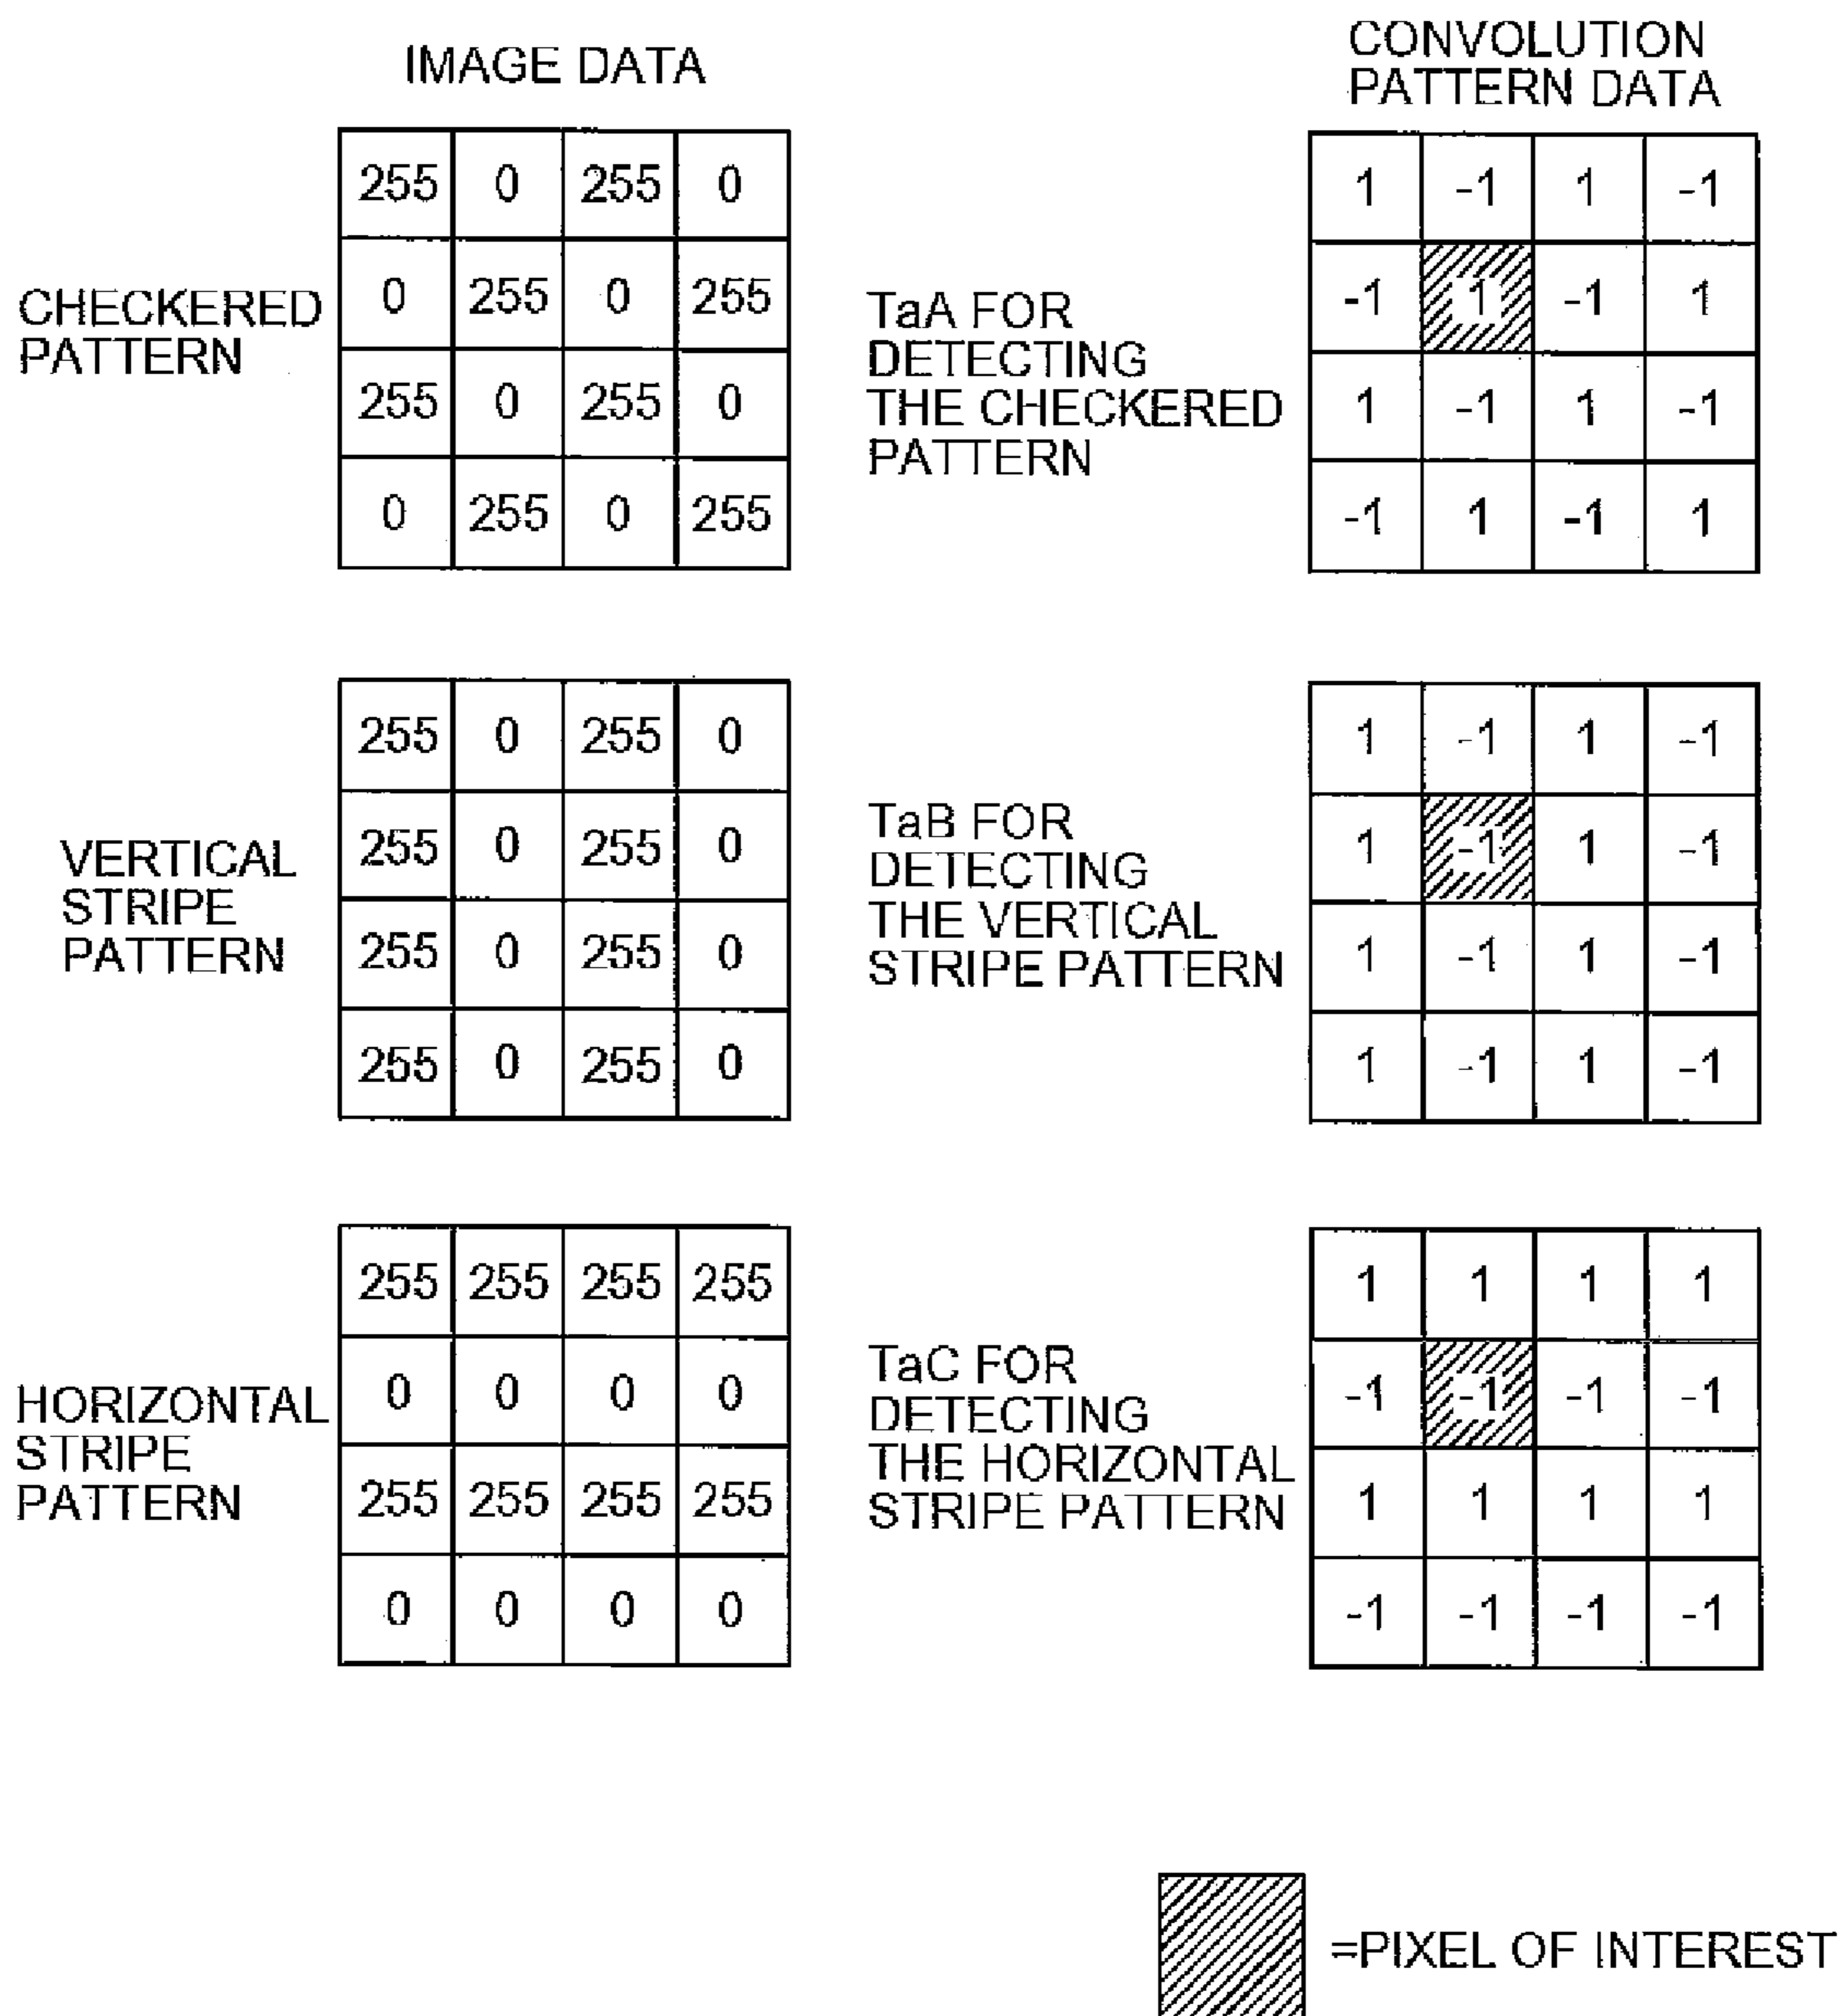 IMAGE DATA
CONVOLUTION
PATTERN DATA
CHECKERED
PATTERN
255 0 255 0
0 255 0 255
255 0 255 0
0 255 0 255
TaA FOR
DETECTING
THE CHECKERED
PATTERN
1 -1 1 -1
-1 1 -1 1
1 -1 1 -1
-1 1 -1 1
VERTICAL
STRIPE
PATTERN
255 0 255 0
255 0 255 0
255 0 255 0
255 0 255 0
TaB FOR
DETECTING
THE VERTICAL
STRIPE PATTERN
1 -1 1 -1
1 -1 1 -1
1 -1 1 -1
1 -1 1 -1
HORIZONTAL
STRIPE
PATTERN
255 255 255 255
0 0 0 0
255 255 255 255
0 0 0 0
TaC FOR
DETECTING
THE HORIZONTAL
STRIPE PATTERN
1 1 1 1
-1 -1 -1 -1
1 1 1 1
-1 -1 -1 -1
=PIXEL OF INTEREST